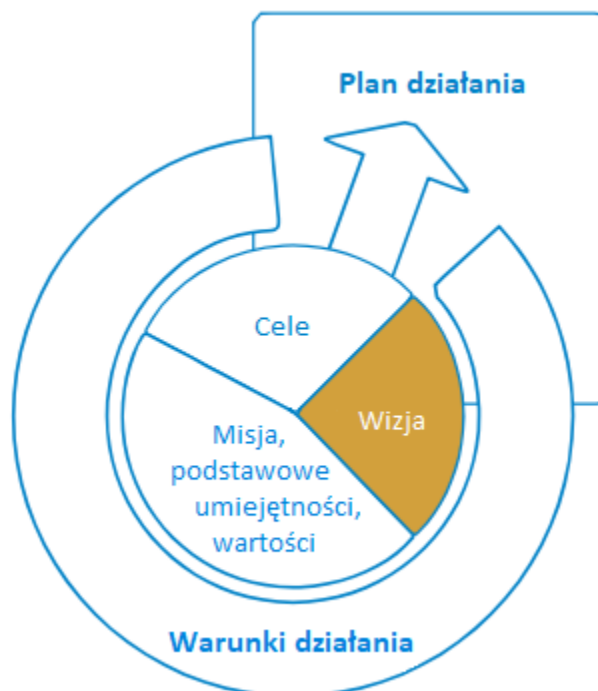 Plan działania
Cele
Wizja
Misja,
podstawowe
umiejętności,
wartości
Warunki działania